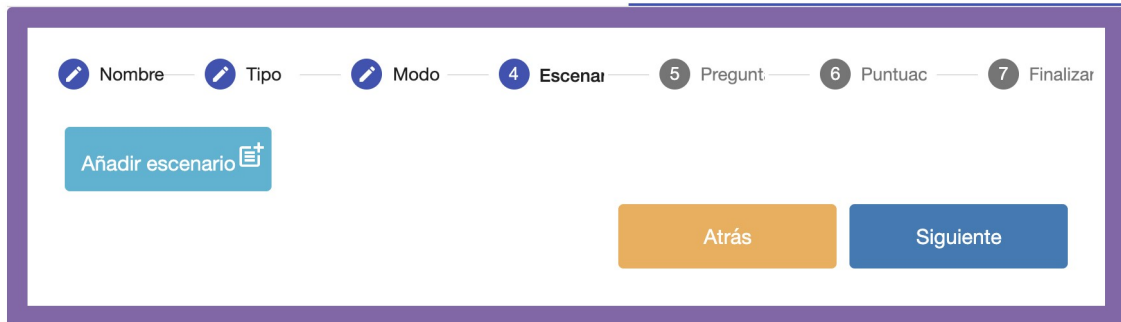 Nombre Tipo Modo 4 Escenar 5 Pregunt 6 Puntuac 7 Finalizar
Añadir escenario
Atrás Siguiente